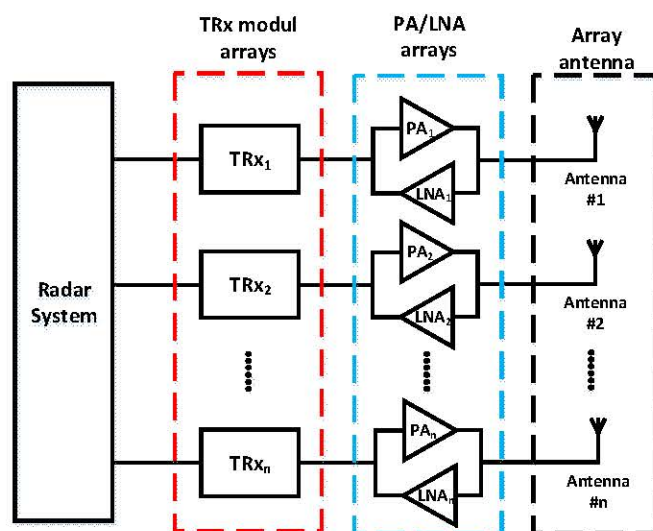 TRx modul
arrays
PA/LNA
arrays
Array
antenna
Radar
System
TRx₁
PA₁
LNA₁
Antenna
#1
TRx₂
PA₂
LNA₂
Antenna
#2
TRxₙ
PAₙ
LNAₙ
Antenna
#n